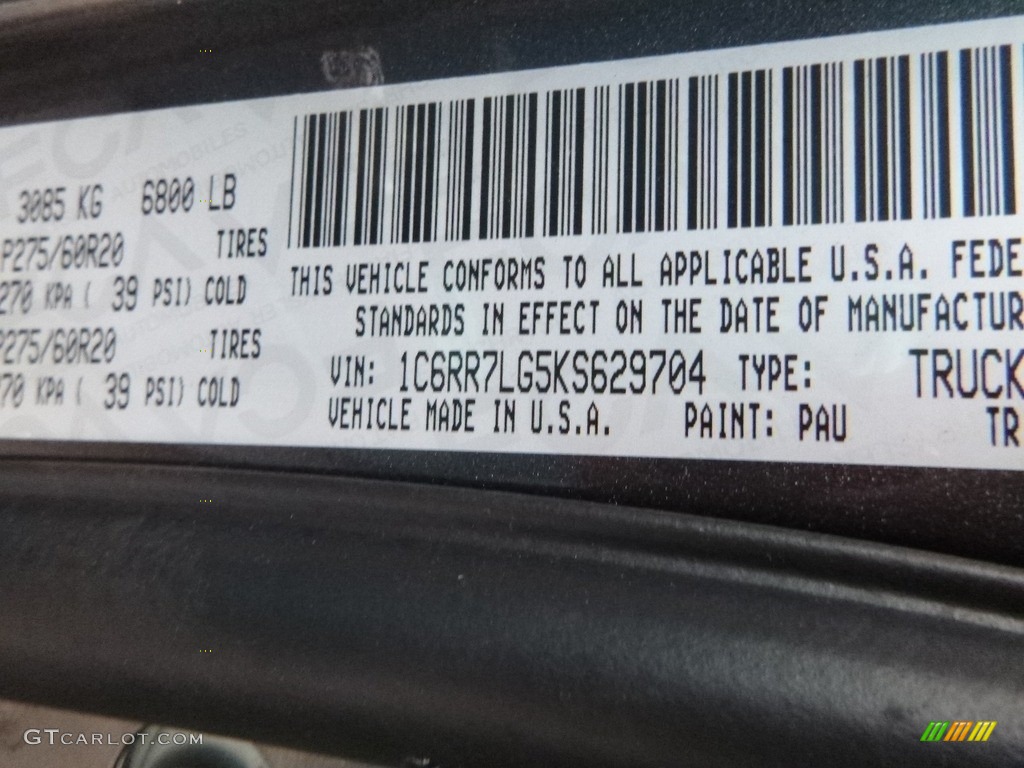 3085 KG 6800 LB
P275/60R20 TIRES
270 KPA ( 39 PSI) COLD
P275/60R20 TIRES
70 KPA ( 39 PSI) COLD
THIS VEHICLE CONFORMS TO ALL APPLICABLE U.S.A. FEDE
STANDARDS IN EFFECT ON THE DATE OF MANUFACTUR
VIN: 1C6RR7LG5KS629704 TYPE: TRUCK
VEHICLE MADE IN U.S.A. PAINT: PAU TR
GTCARLOT.COM